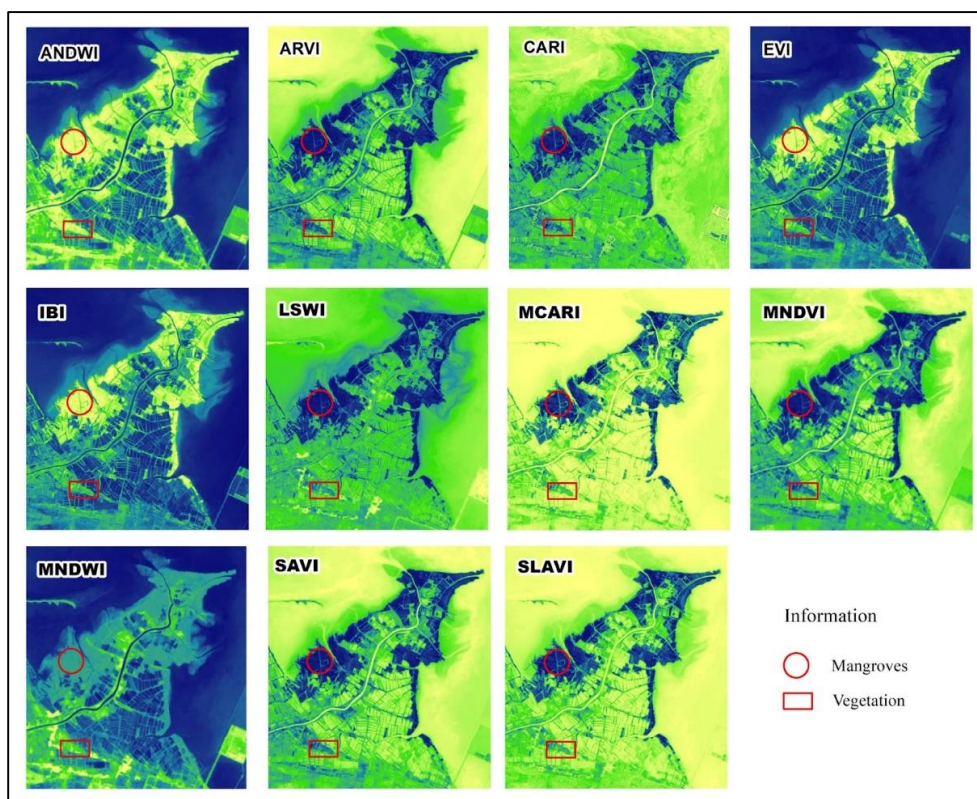 ANDWI
ARVI
CARI
EVI
IBI
LSWI
MCARI
MNDVI
MNDWI
SAVI
SLAVI
Information
Mangroves
Vegetation